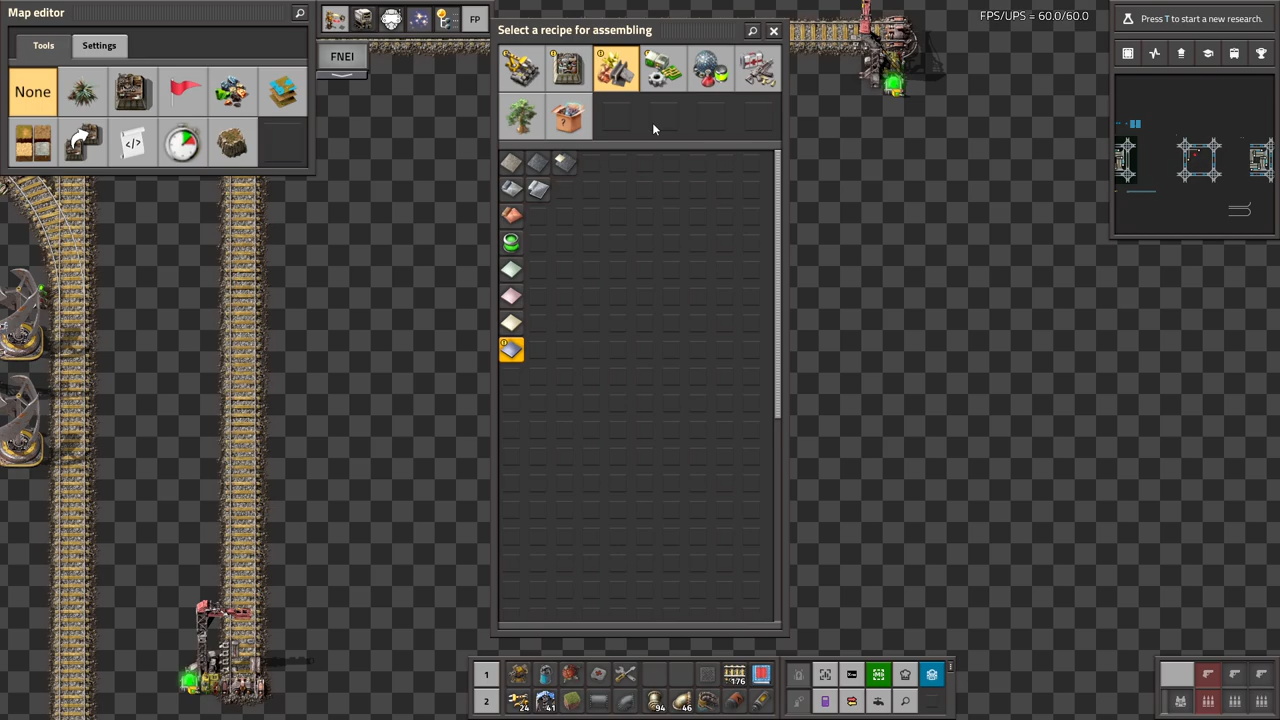 Map editor
Tools
Settings
None
FP
FNEI
Select a recipe for assembling
FPS/UPS = 60.0/60.0
Press T to start a new research.
1
176
2
24
41
94
46